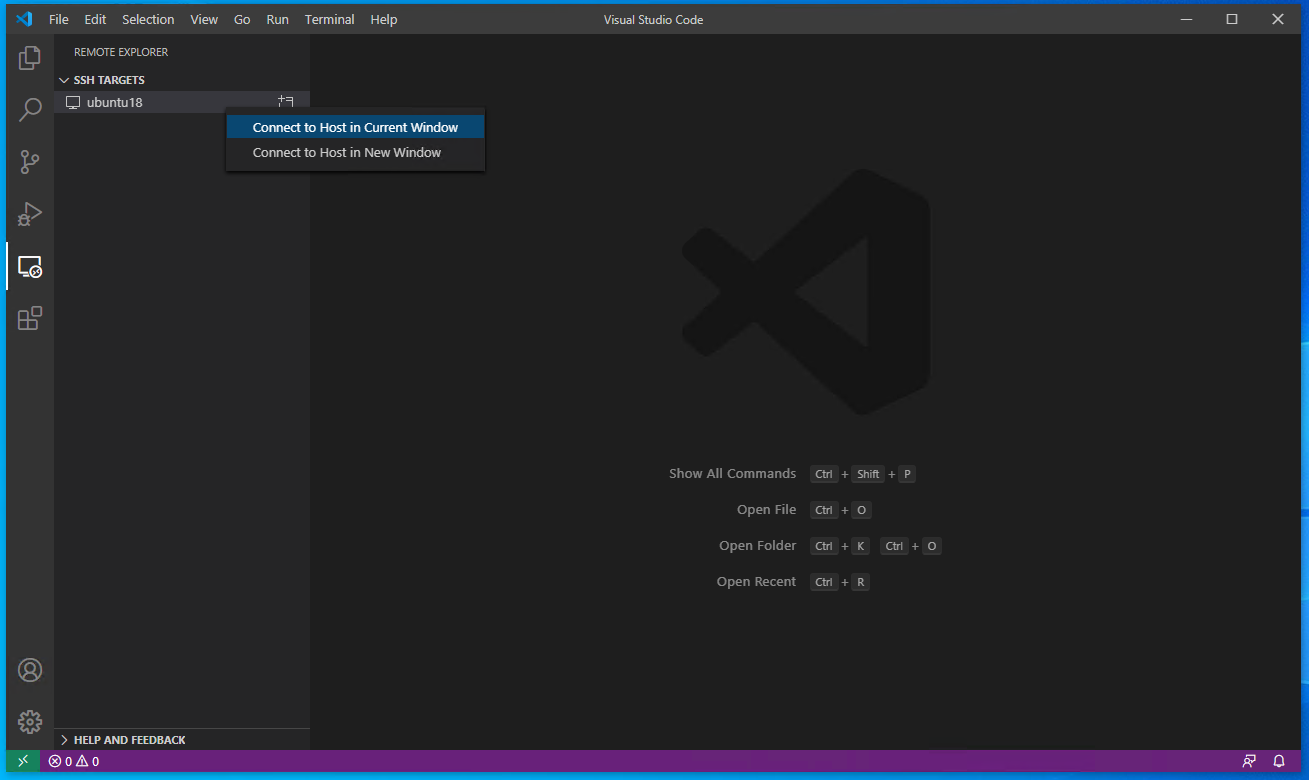 File Edit Selection View Go Run Terminal Help Visual Studio Code
REMOTE EXPLORER
SSH TARGETS
ubuntu18
Connect to Host in Current Window
Connect to Host in New Window
Show All Commands Ctrl + Shift + P
Open File Ctrl + O
Open Folder Ctrl + K Ctrl + O
Open Recent Ctrl + R
HELP AND FEEDBACK
0 0